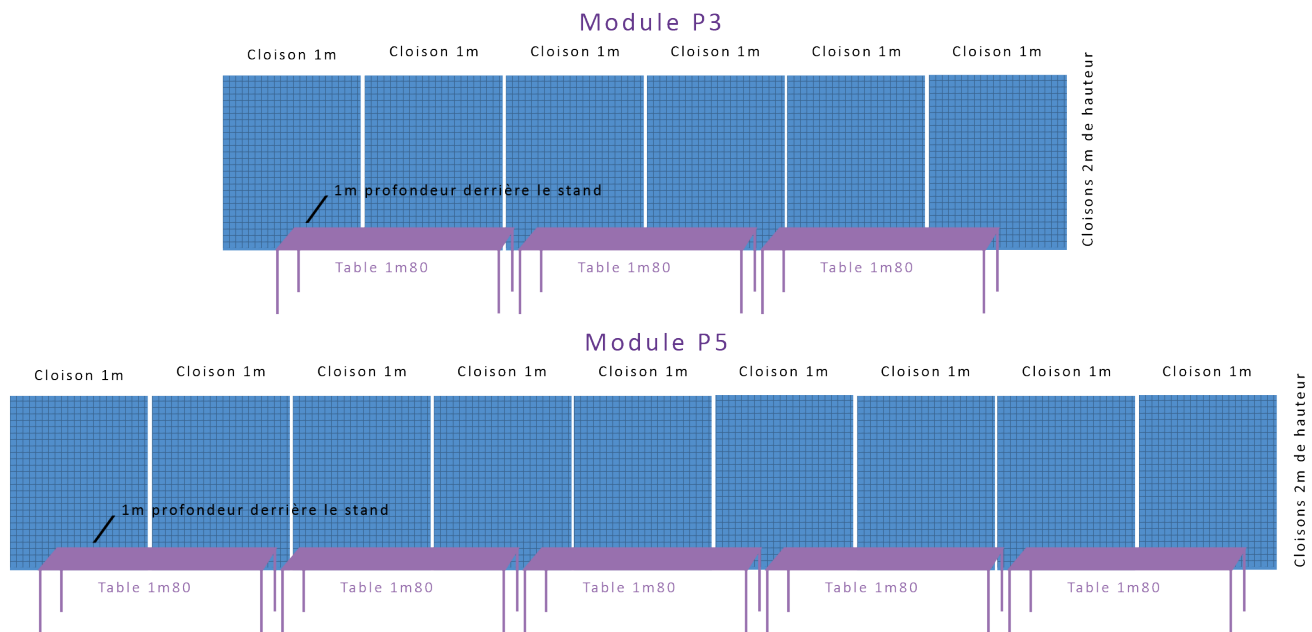 Module P3
Cloison 1m
Cloison 1m
Cloison 1m
Cloison 1m
Cloison 1m
Cloison 1m
Cloisons 2m de hauteur
1m profondeur derrière le stand
Table 1m80
Table 1m80
Table 1m80
Module P5
Cloison 1m
Cloison 1m
Cloison 1m
Cloison 1m
Cloison 1m
Cloison 1m
Cloison 1m
Cloison 1m
Cloison 1m
Cloisons 2m de hauteur
1m profondeur derrière le stand
Table 1m80
Table 1m80
Table 1m80
Table 1m80
Table 1m80